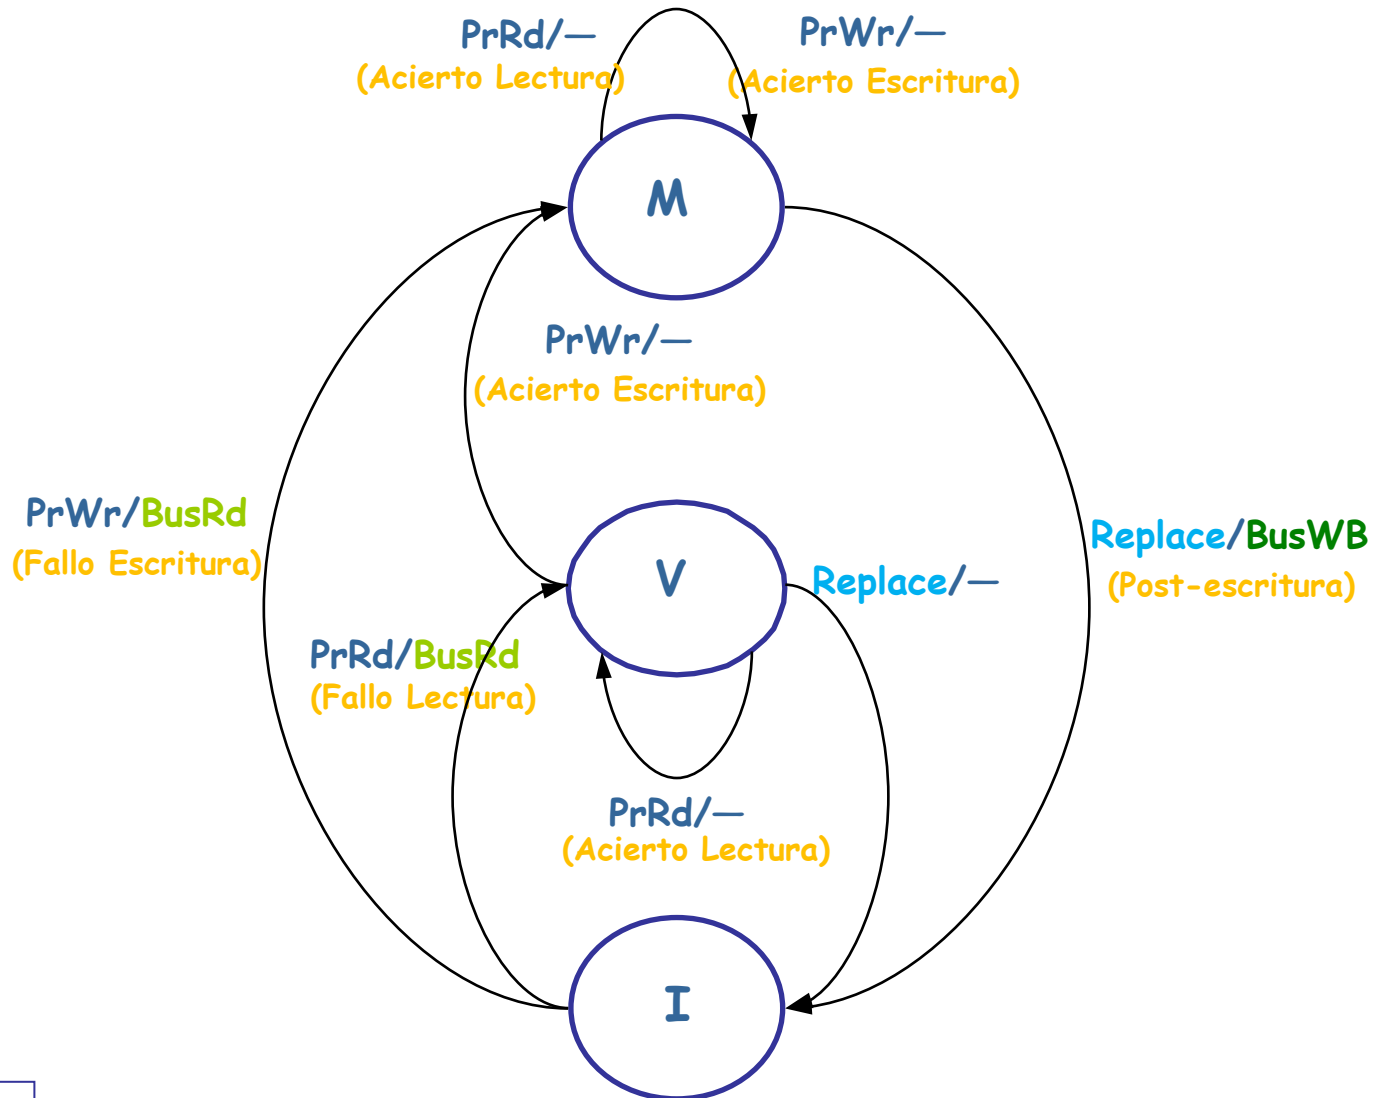 PrRd/—
(Acierto Lectura)
PrWr/—
(Acierto Escritura)
M
PrWr/—
(Acierto Escritura)
PrWr/BusRd
(Fallo Escritura)
Replace/BusWB
(Post-escritura)
V
Replace/—
PrRd/BusRd
(Fallo Lectura)
PrRd/—
(Acierto Lectura)
I